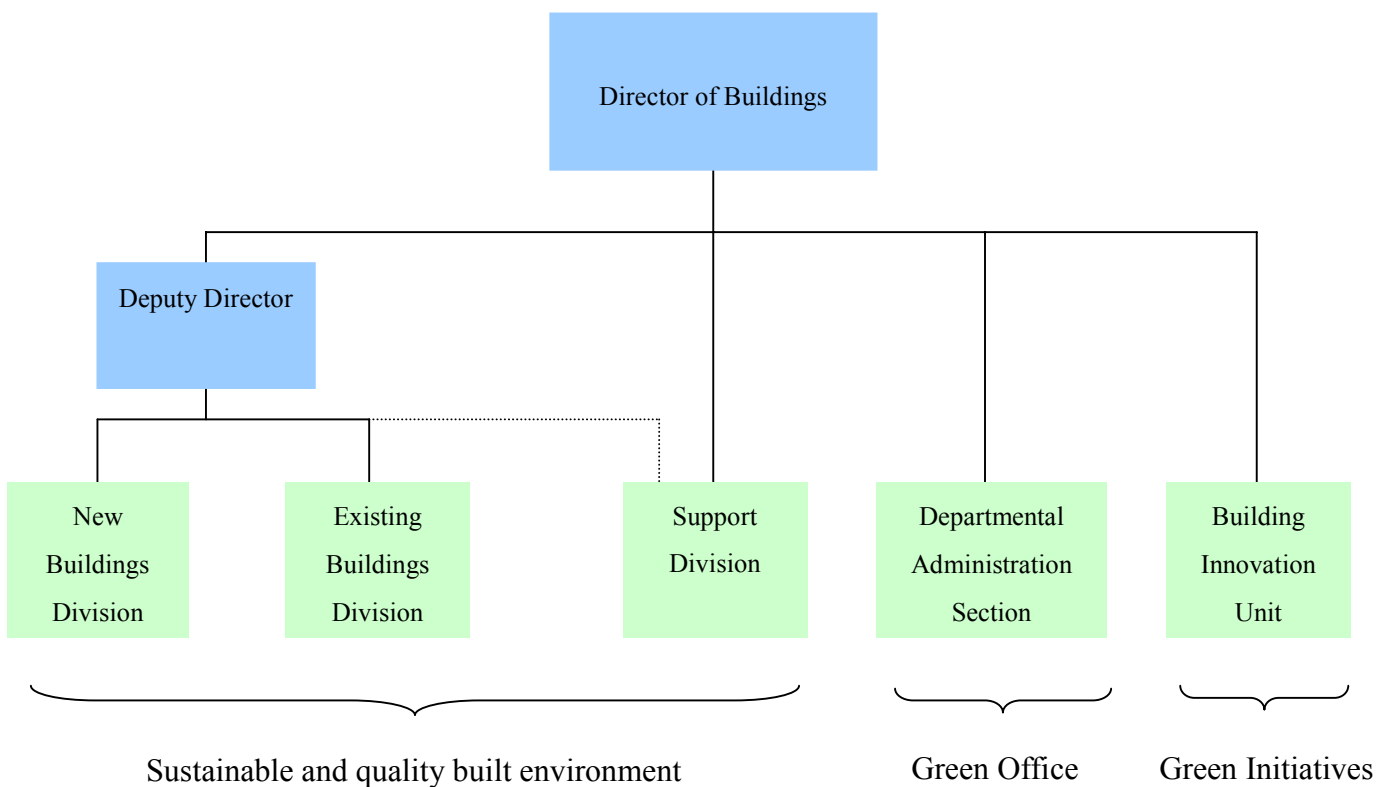 Director of Buildings
Deputy Director
New
Buildings
Division
Existing
Buildings
Division
Support
Division
Departmental
Administration
Section
Building
Innovation
Unit
Sustainable and quality built environment
Green Office
Green Initiatives